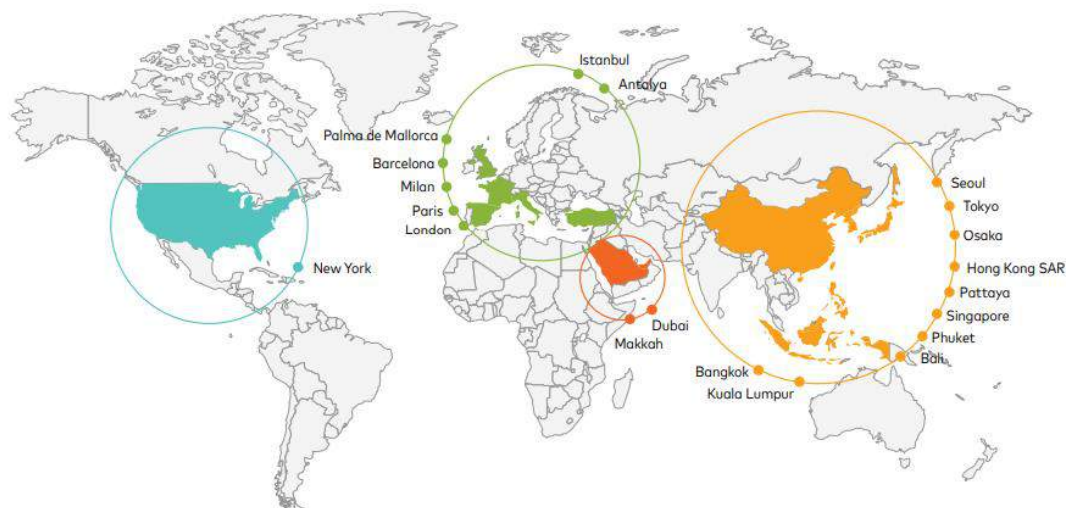 Istanbul
Antalya
Palma de Mallorca
Barcelona
Milan
Paris
London
New York
Dubai
Makkah
Seoul
Tokyo
Osaka
Hong Kong SAR
Pattaya
Singapore
Phuket
Bali
Bangkok
Kuala Lumpur